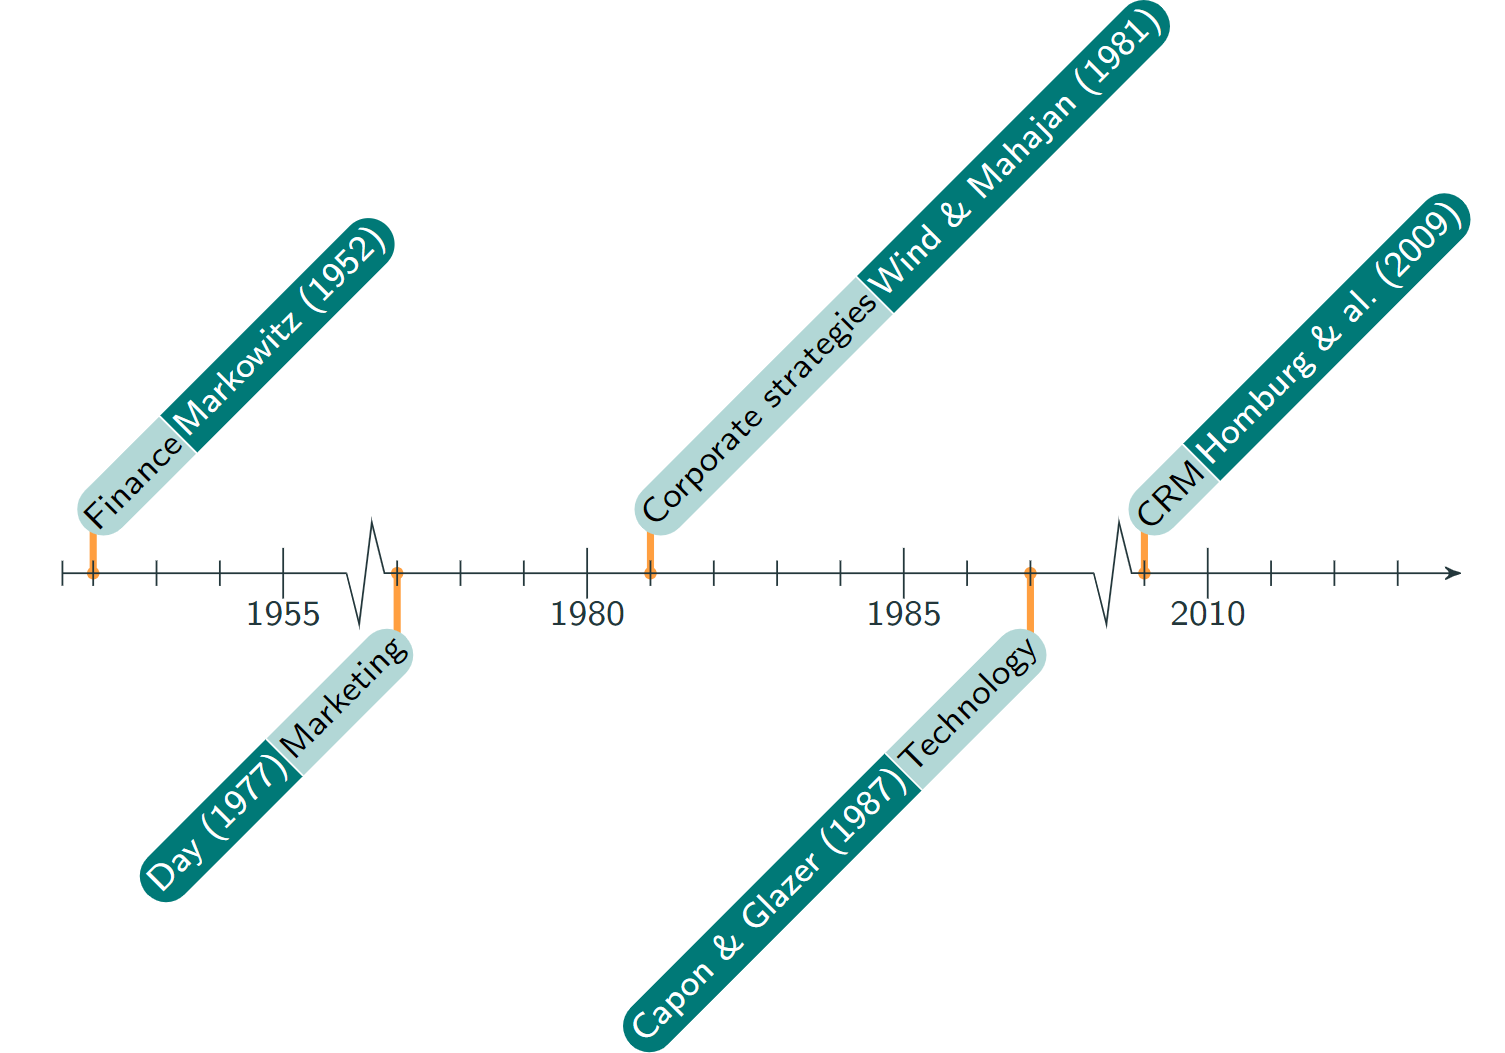 Finance Markowitz (1952)
Corporate strategies Wind & Mahajan (1981)
CRM Homburg & al. (2009)
1955
1980
1985
2010
Day (1977) Marketing
Capon & Glazer (1987) Technology